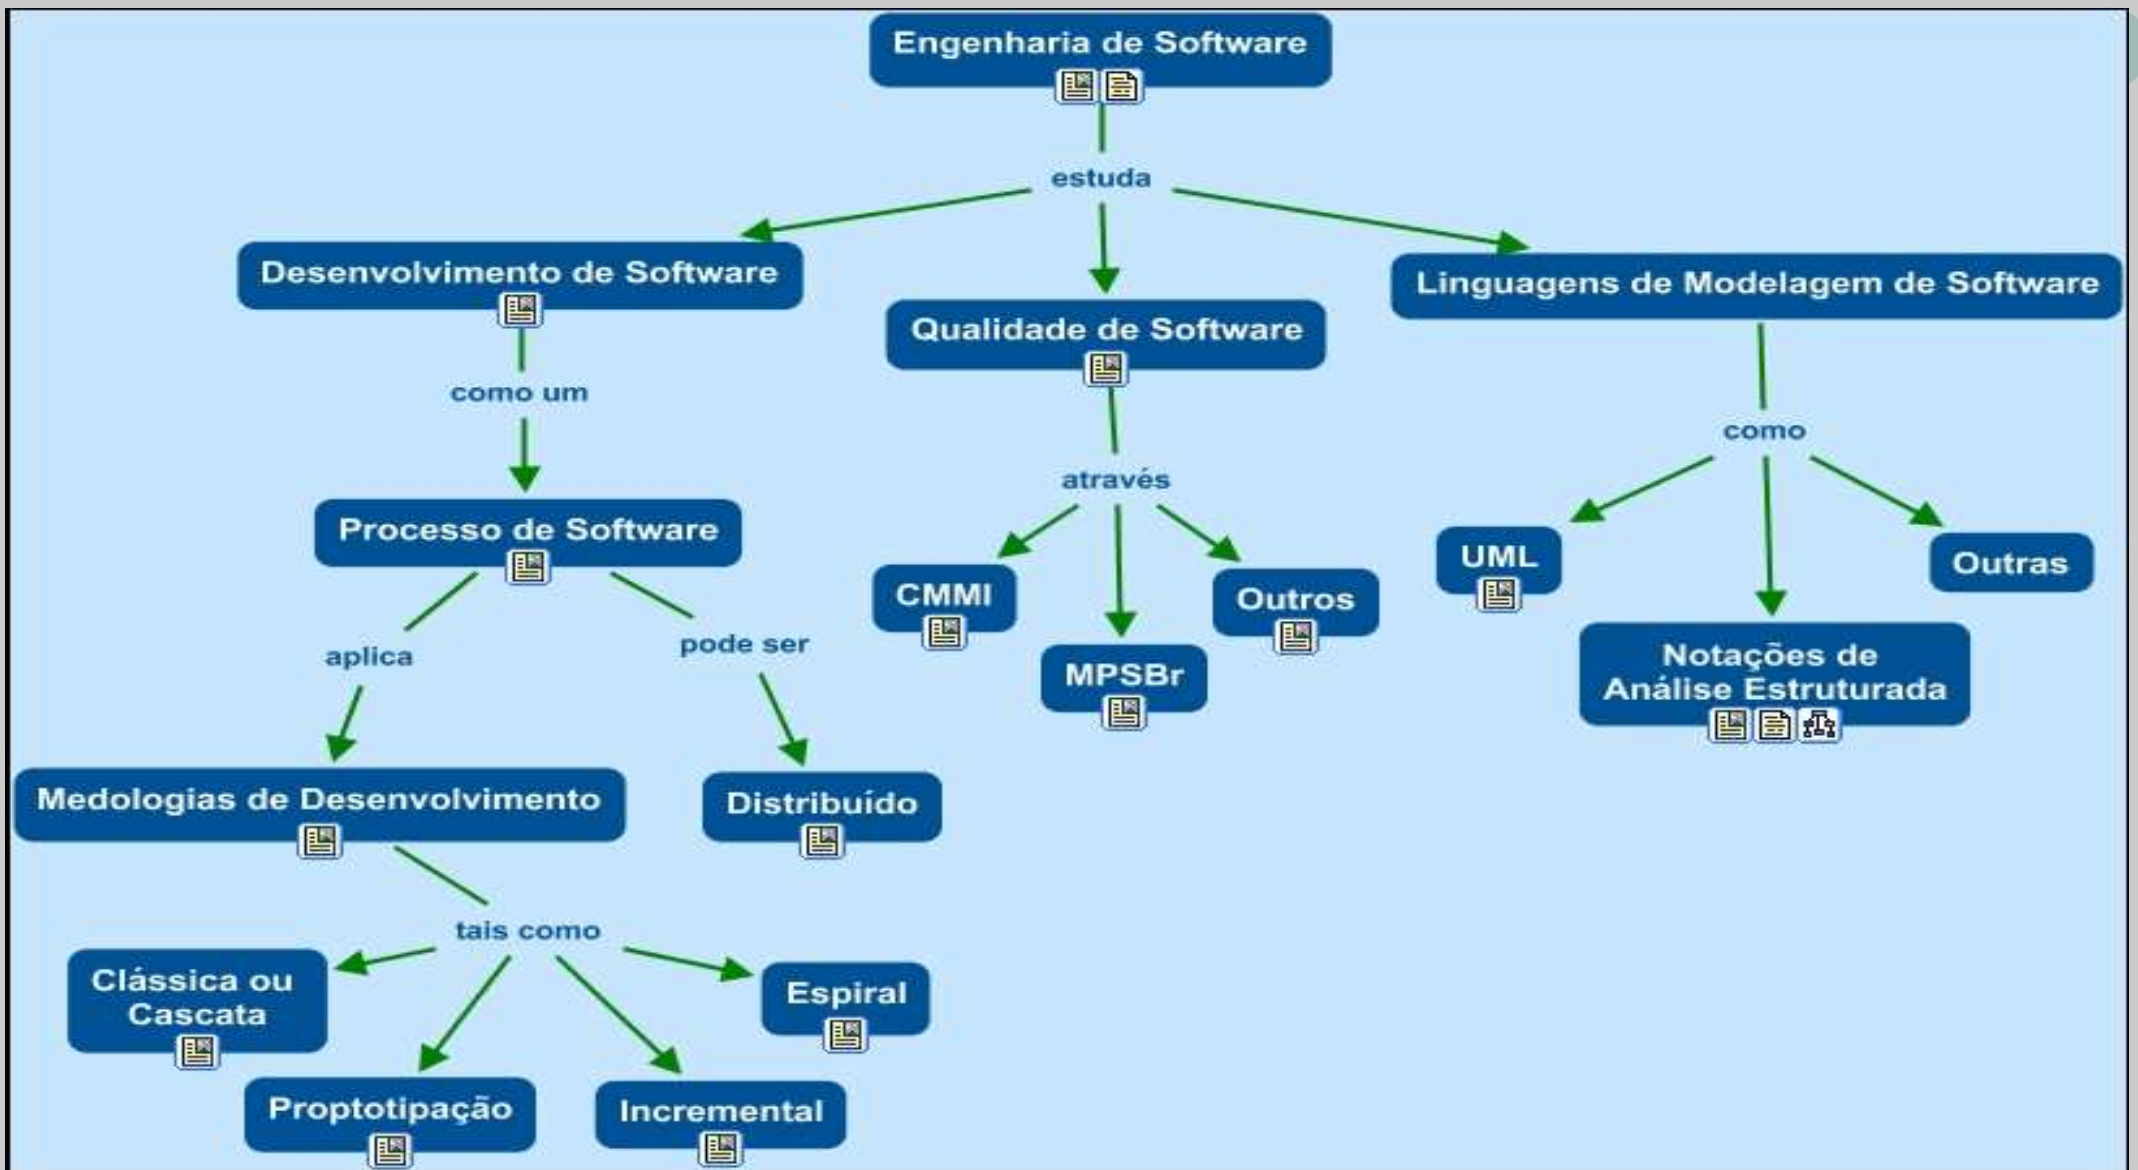 Engenharia de Software
estuda
Desenvolvimento de Software
Linguagens de Modelagem de Software
Qualidade de Software
como um
como
através
Processo de Software
UML
Outras
CMMI
Outros
aplica
pode ser
MPSBr
Notações de
Análise Estruturada
Medologias de Desenvolvimento
Distribuído
tais como
Clássica ou
Cascata
Espiral
Proptotipação
Incremental